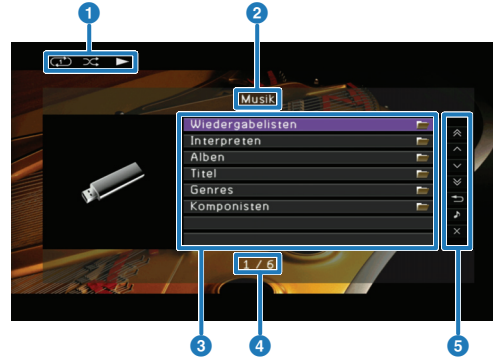 1
2
Musik
Wiedergabelisten
Interpreten
Alben
Titel
Genres
Komponisten
1 / 6
3
4
5